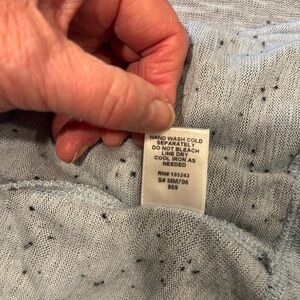 HAND WASH COLD
SEPARATELY
DO NOT BLEACH
LINE DRY
COOL IRON AS
NEEDED
RN# 105243
S# MM706
969